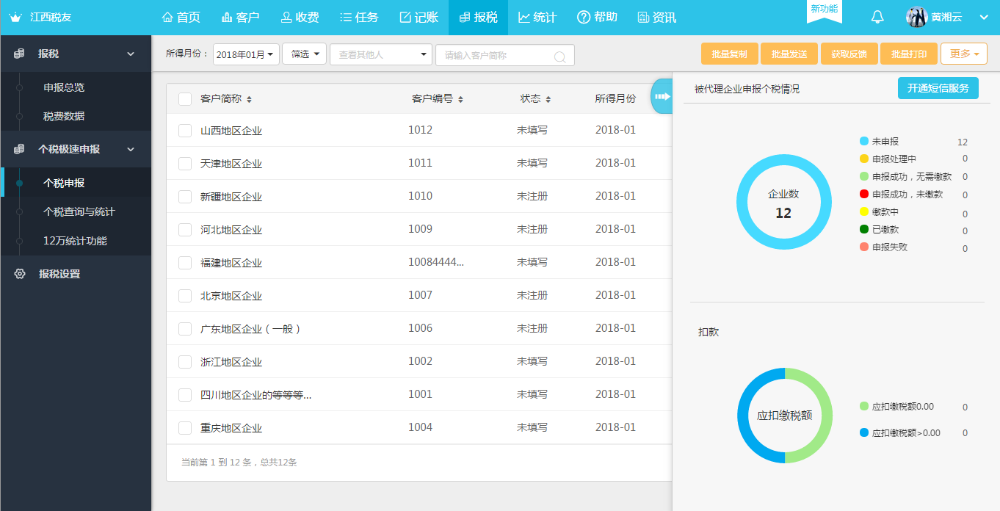 江西税友 首页 客户 收费 任务 记账 报税 统计 帮助 资讯 新功能 黄湘云
报税
申报总览
税费数据
个税极速申报
个税申报
个税查询与统计
12万统计功能
报税设置
所得月份： 2018年01月 筛选 查看其他人 请输入客户简称 批量复制 批量发送 获取反馈 批量打印 更多
客户简称 客户编号 状态 所得月份
山西地区企业 1012 未填写 2018-01
天津地区企业 1011 未填写 2018-01
新疆地区企业 1010 未注册 2018-01
河北地区企业 1009 未注册 2018-01
福建地区企业 10084444... 未填写 2018-01
北京地区企业 1007 未注册 2018-01
广东地区企业（一般） 1006 未注册 2018-01
浙江地区企业 1002 未填写 2018-01
四川地区企业的等等等... 1001 未填写 2018-01
重庆地区企业 1004 未填写 2018-01
当前第 1 到 12 条，总共12条
被代理企业申报个税情况 开通短信服务
企业数
12
未申报 12
申报处理中 0
申报成功，无需缴款 0
申报成功，未缴款 0
缴款中 0
已缴款 0
申报失败 0
扣款
应扣缴税额
应扣缴税额0.00 0
应扣缴税额>0.00 0